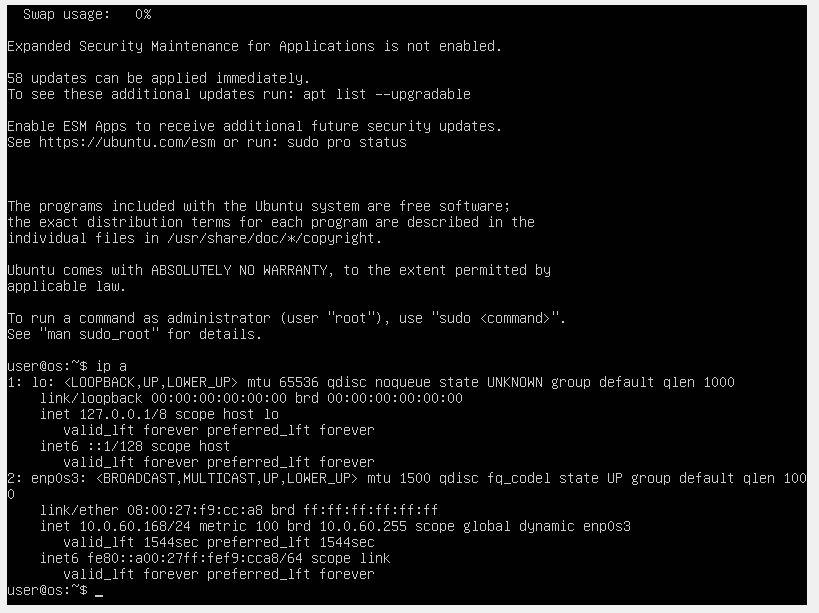 Swap usage:   0%
Expanded Security Maintenance for Applications is not enabled.
58 updates can be applied immediately.
To see these additional updates run: apt list --upgradable
Enable ESM Apps to receive additional future security updates.
See https://ubuntu.com/esm or run: sudo pro status
The programs included with the Ubuntu system are free software;
the exact distribution terms for each program are described in the
individual files in /usr/share/doc/*/copyright.
Ubuntu comes with ABSOLUTELY NO WARRANTY, to the extent permitted by
applicable law.
To run a command as administrator (user "root"), use "sudo <command>".
See "man sudo_root" for details.
user@os:~$ ip a
1: lo: <LOOPBACK,UP,LOWER_UP> mtu 65536 qdisc noqueue state UNKNOWN group default qlen 1000
    link/loopback 00:00:00:00:00:00 brd 00:00:00:00:00:00
    inet 127.0.0.1/8 scope host lo
       valid_lft forever preferred_lft forever
    inet6 ::1/128 scope host
       valid_lft forever preferred_lft forever
2: enp0s3: <BROADCAST,MULTICAST,UP,LOWER_UP> mtu 1500 qdisc fq_codel state UP group default qlen 100
0
    link/ether 08:00:27:f9:cc:a8 brd ff:ff:ff:ff:ff:ff
    inet 10.0.60.168/24 metric 100 brd 10.0.60.255 scope global dynamic enp0s3
       valid_lft 1544sec preferred_lft 1544sec
    inet6 fe80::a00:27ff:fef9:cca8/64 scope link
       valid_lft forever preferred_lft forever
user@os:~$ _